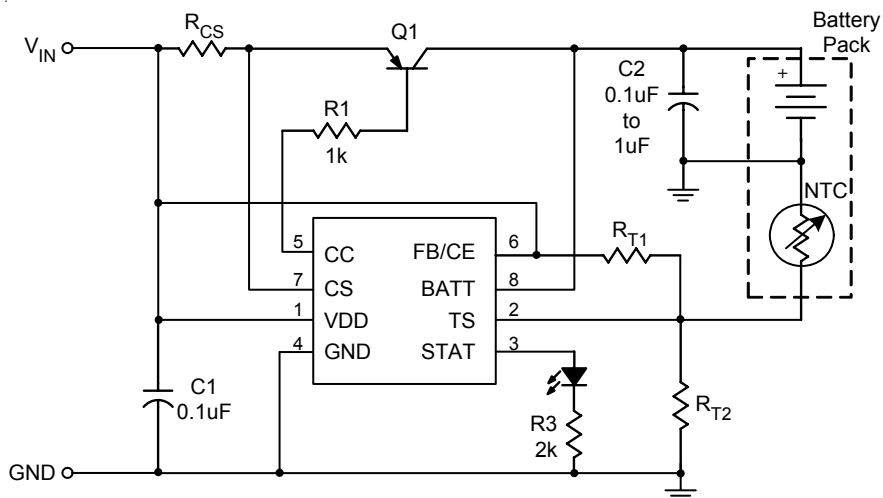 Battery
Pack
V_IN
R_CS
Q1
C2
0.1uF
to
1uF
+
R1
1k
NTC
R_T1
5
CC
FB/CE
6
7
CS
BATT
8
1
VDD
TS
2
4
GND
STAT
3
C1
0.1uF
R3
2k
R_T2
GND